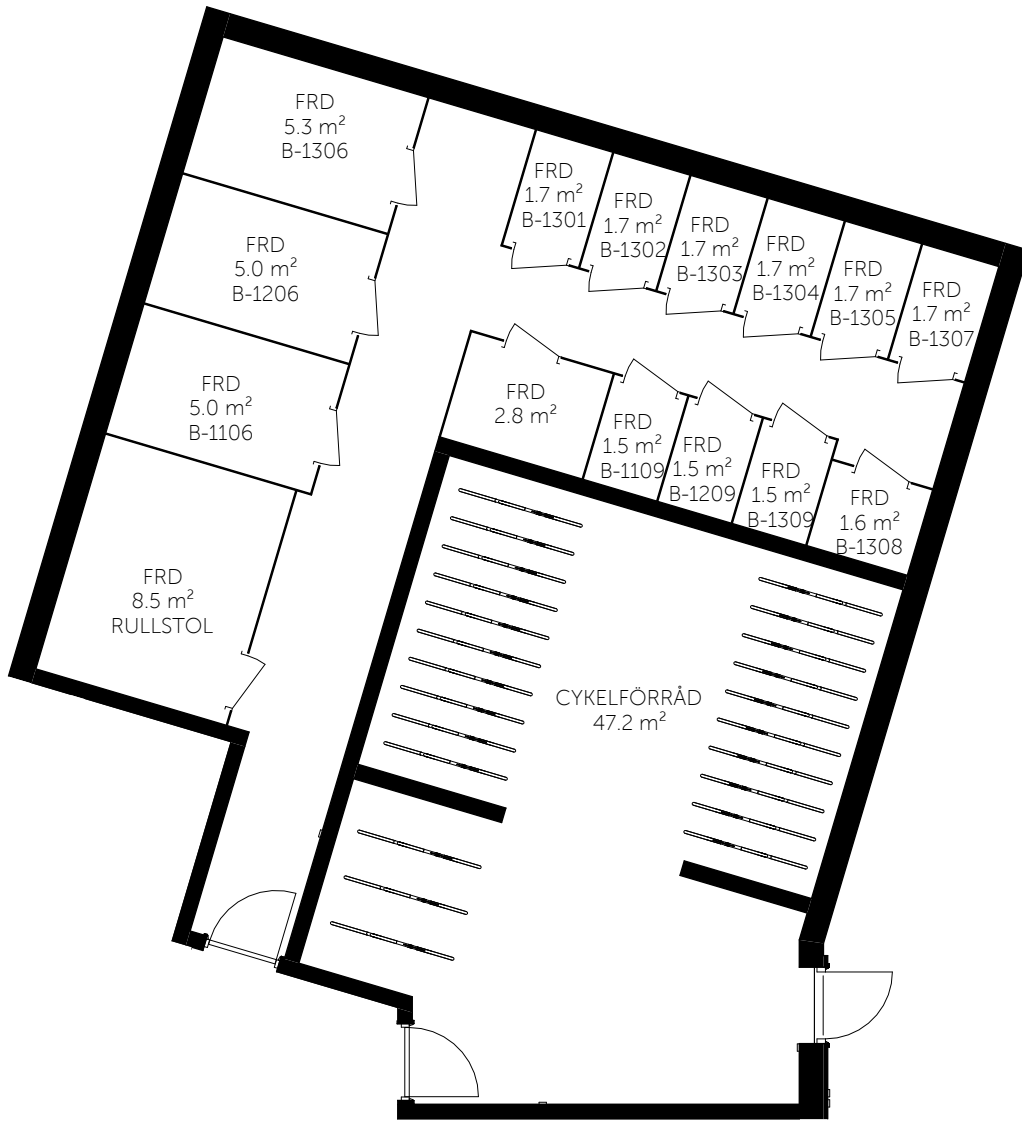 FRD
5.3 m²
B-1306
FRD
5.0 m²
B-1206
FRD
5.0 m²
B-1106
FRD
8.5 m²
RULLSTOL
FRD
1.7 m²
B-1301
FRD
1.7 m²
B-1302
FRD
1.7 m²
B-1303
FRD
1.7 m²
B-1304
FRD
1.7 m²
B-1305
FRD
1.7 m²
B-1307
FRD
2.8 m²
FRD
1.5 m²
B-1109
FRD
1.5 m²
B-1209
FRD
1.5 m²
B-1309
FRD
1.6 m²
B-1308
CYKELFÖRRÅD
47.2 m²